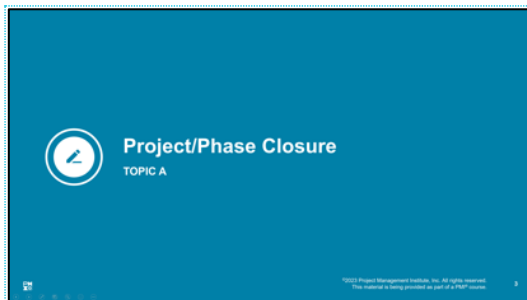 Project/Phase Closure
TOPIC A
©2023 Project Management Institute, Inc. All rights reserved.
This material is being provided as part of a PMI® course.
3